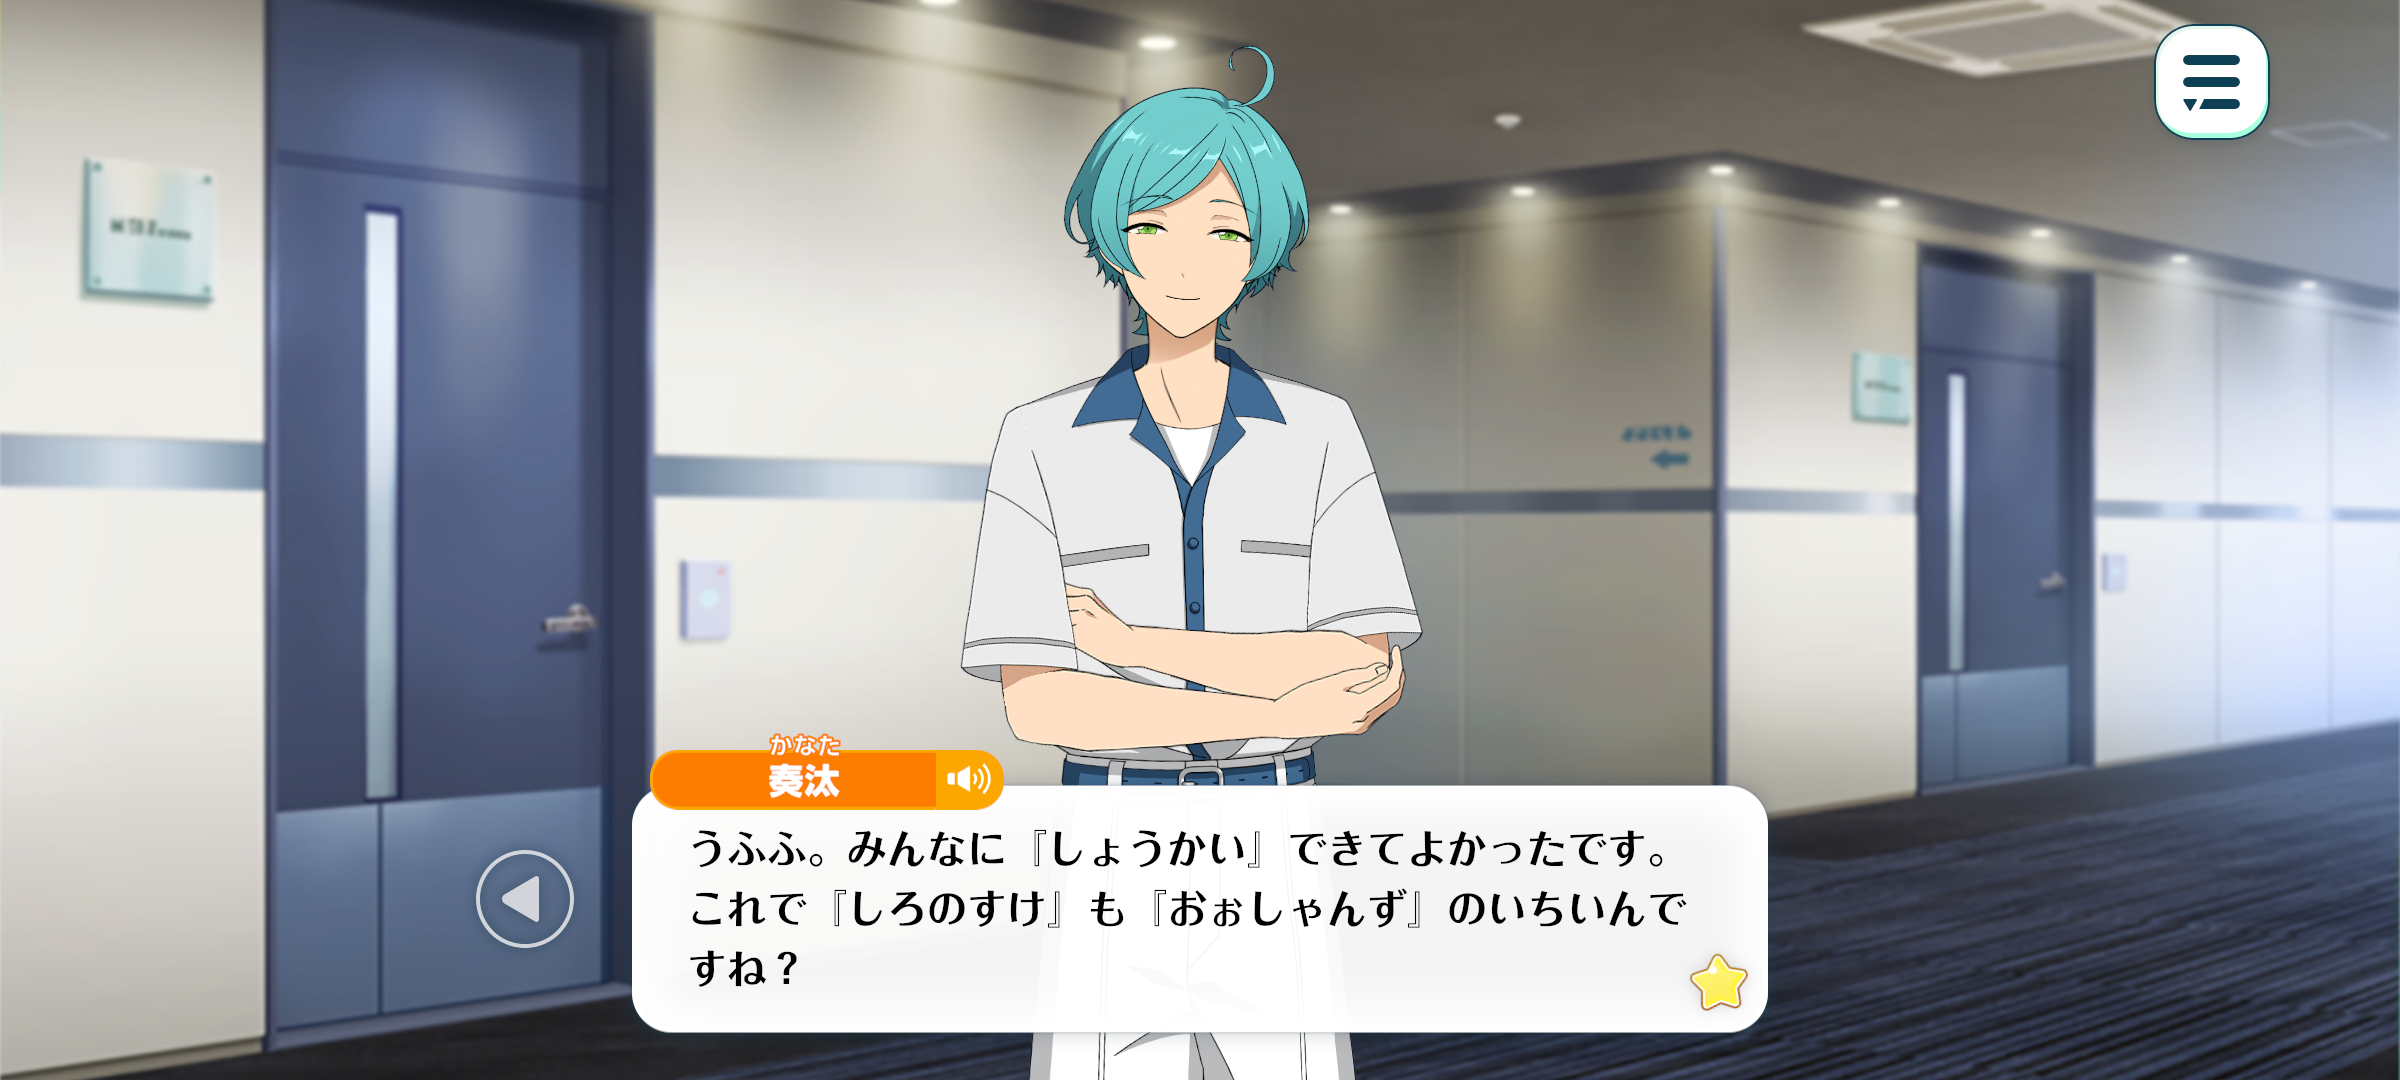 かなた
奏汰
うふふ。みんなに『しょうかい』できてよかったです。
これで『しろのすけ』も『おぉしゃんず』のいちいんで
すね？